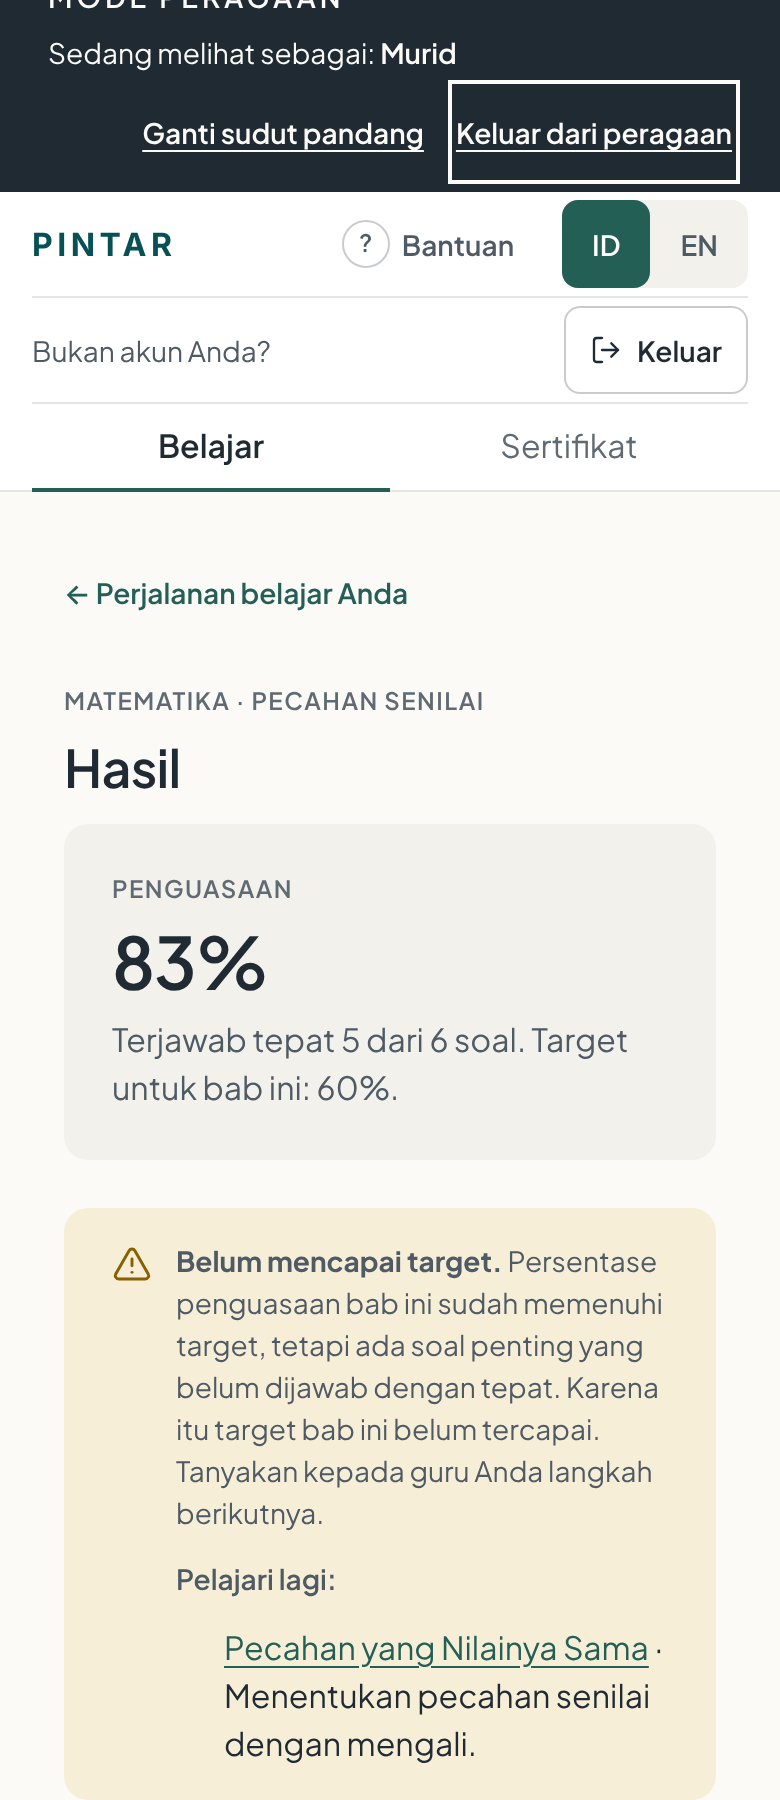 MODE PERAGAAN
Sedang melihat sebagai: Murid
Ganti sudut pandang Keluar dari peragaan
PINTAR ? Bantuan ID EN
Bukan akun Anda? Keluar
Belajar Sertifikat
← Perjalanan belajar Anda
MATEMATIKA · PECAHAN SENILAI
Hasil
PENGUASAAN
83%
Terjawab tepat 5 dari 6 soal. Target
untuk bab ini: 60%.
Belum mencapai target. Persentase
penguasaan bab ini sudah memenuhi
target, tetapi ada soal penting yang
belum dijawab dengan tepat. Karena
itu target bab ini belum tercapai.
Tanyakan kepada guru Anda langkah
berikutnya.
Pelajari lagi:
Pecahan yang Nilainya Sama ·
Menentukan pecahan senilai
dengan mengali.